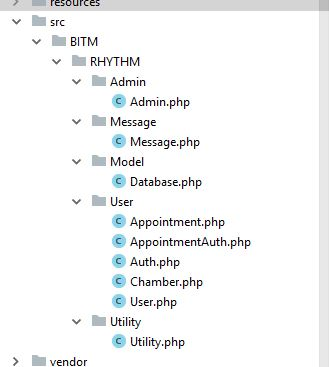 resources
src
BITM
RHYTHM
Admin
Admin.php
Message
Message.php
Model
Database.php
User
Appointment.php
AppointmentAuth.php
Auth.php
Chamber.php
User.php
Utility
Utility.php
vendor